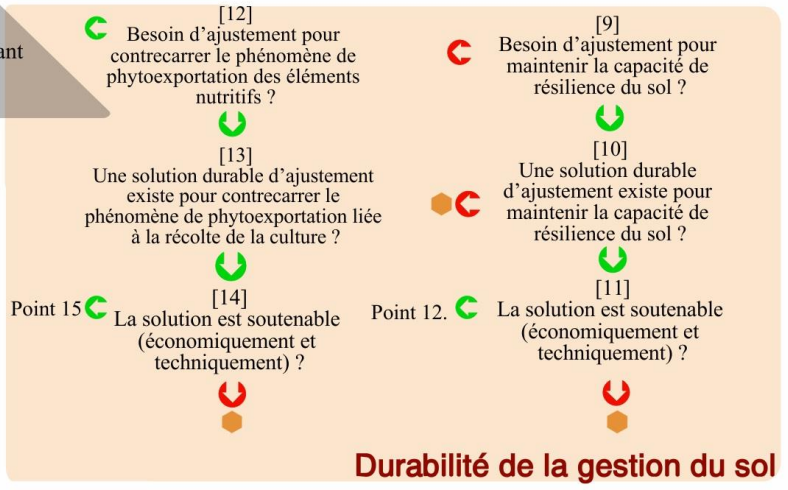 ant
[12]
Besoin d'ajustement pour
contrecarrer le phénomène de
phytoexportation des éléments
nutritifs ?
[13]
Une solution durable d'ajustement
existe pour contrecarrer le
phénomène de phytoexportation liée
à la récolte de la culture ?
Point 15
[14]
La solution est soutenable
(économiquement et
techniquement) ?
[9]
Besoin d'ajustement pour
maintenir la capacité de
résilience du sol ?
[10]
Une solution durable
d'ajustement existe pour
maintenir la capacité de
résilience du sol ?
Point 12.
[11]
La solution est soutenable
(économiquement et
techniquement) ?
Durabilité de la gestion du sol